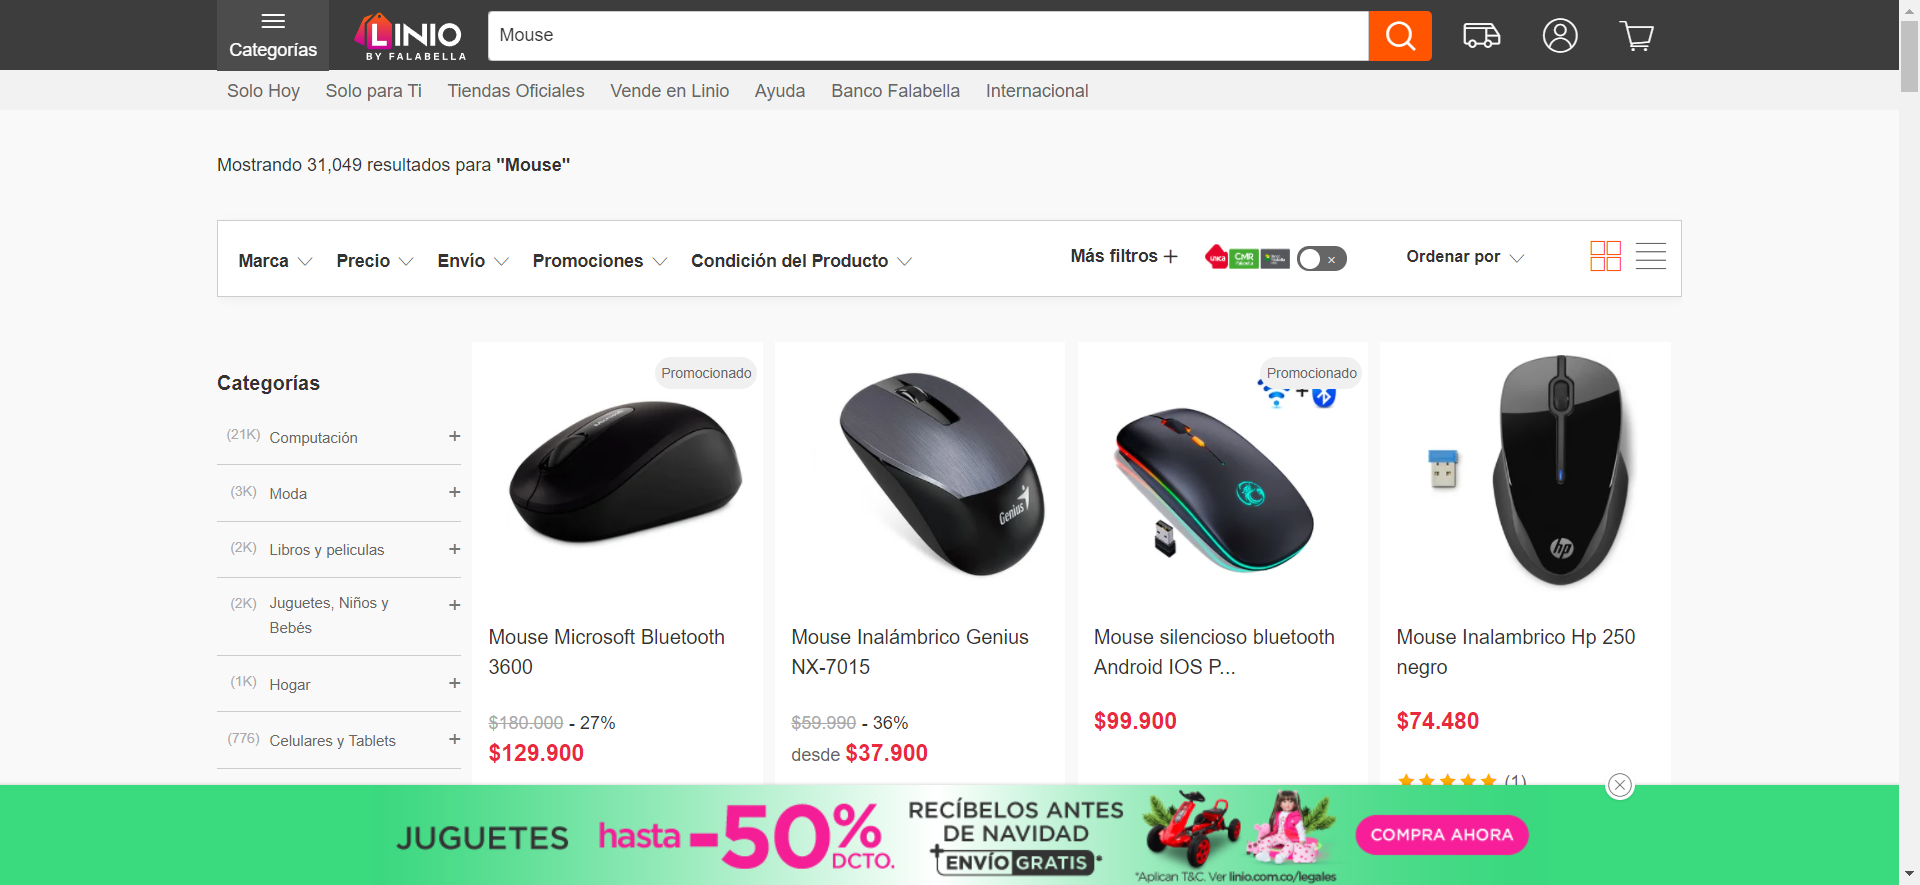 Categorías
LINIO
BY FALABELLA
Mouse
Solo Hoy
Solo para Ti
Tiendas Oficiales
Vende en Linio
Ayuda
Banco Falabella
Internacional
Mostrando 31,049 resultados para "Mouse"
Marca
Precio
Envío
Promociones
Condición del Producto
Más filtros +
unica
CMR
Ordenar por
Categorías
(21K) Computación +
(3K) Moda +
(2K) Libros y peliculas +
(2K) Juguetes, Niños y +
Bebés
(1K) Hogar +
(776) Celulares y Tablets +
Promocionado
Mouse Microsoft Bluetooth
3600
$180.000 - 27%
$129.900
Genius
Mouse Inalámbrico Genius
NX-7015
$59.990 - 36%
desde $37.900
Promocionado
+
Mouse silencioso bluetooth
Android IOS P...
$99.900
hp
Mouse Inalambrico Hp 250
negro
$74.480
(1)
JUGUETES
hasta -50%
DCTO.
RECÍBELOS ANTES
DE NAVIDAD
+ENVÍO GRATIS*
*Aplican T&C. Ver linio.com.co/legales
COMPRA AHORA